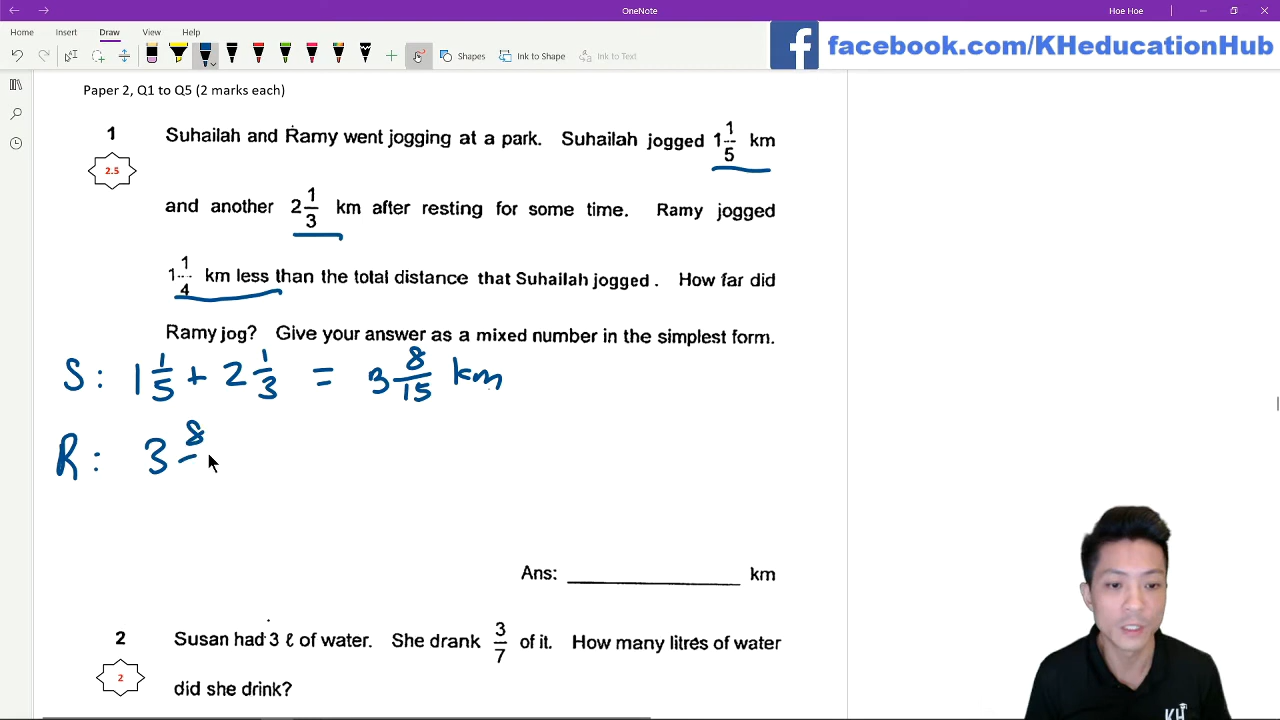 OneNote
Hoe Hoe
Home Insert Draw View Help
Shapes Ink to Shape Ink to Text
facebook.com/KHeducationHub
Paper 2, Q1 to Q5 (2 marks each)
1 Suhailah and Ramy went jogging at a park. Suhailah jogged 1 1/5 km
2.5
and another 2 1/3 km after resting for some time. Ramy jogged
1 1/4 km less than the total distance that Suhailah jogged. How far did
Ramy jog? Give your answer as a mixed number in the simplest form.
S: 1 1/5 + 2 1/3 = 3 8/15 km
R: 3 8
Ans: ____________ km
2 Susan had 3 ℓ of water. She drank 3/7 of it. How many litres of water
2
did she drink?
KH